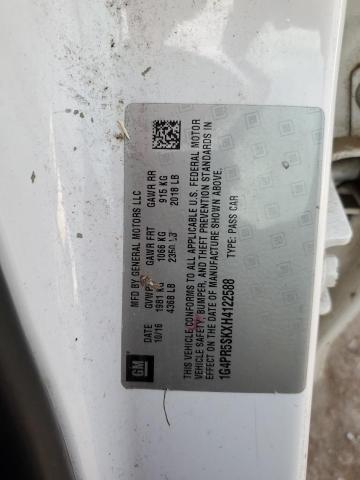 GM
MFD BY GENERAL MOTORS LLC
DATE GVWR GAWR FRT GAWR RR
10/16 1981 KG 1066 KG 915 KG
4368 LB 2350 LB 2018 LB
THIS VEHICLE CONFORMS TO ALL APPLICABLE U.S. FEDERAL MOTOR
VEHICLE SAFETY, BUMPER, AND THEFT PREVENTION STANDARDS IN
EFFECT ON THE DATE OF MANUFACTURE SHOWN ABOVE.
1G4PR5SKXH4122588 TYPE: PASS CAR